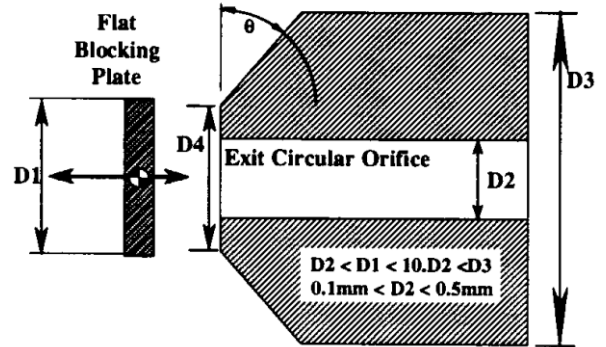 Flat
Blocking
Plate
θ
D3
D1
D4
Exit Circular Orifice
D2
D2 < D1 < 10.D2 <D3
0.1mm < D2 < 0.5mm